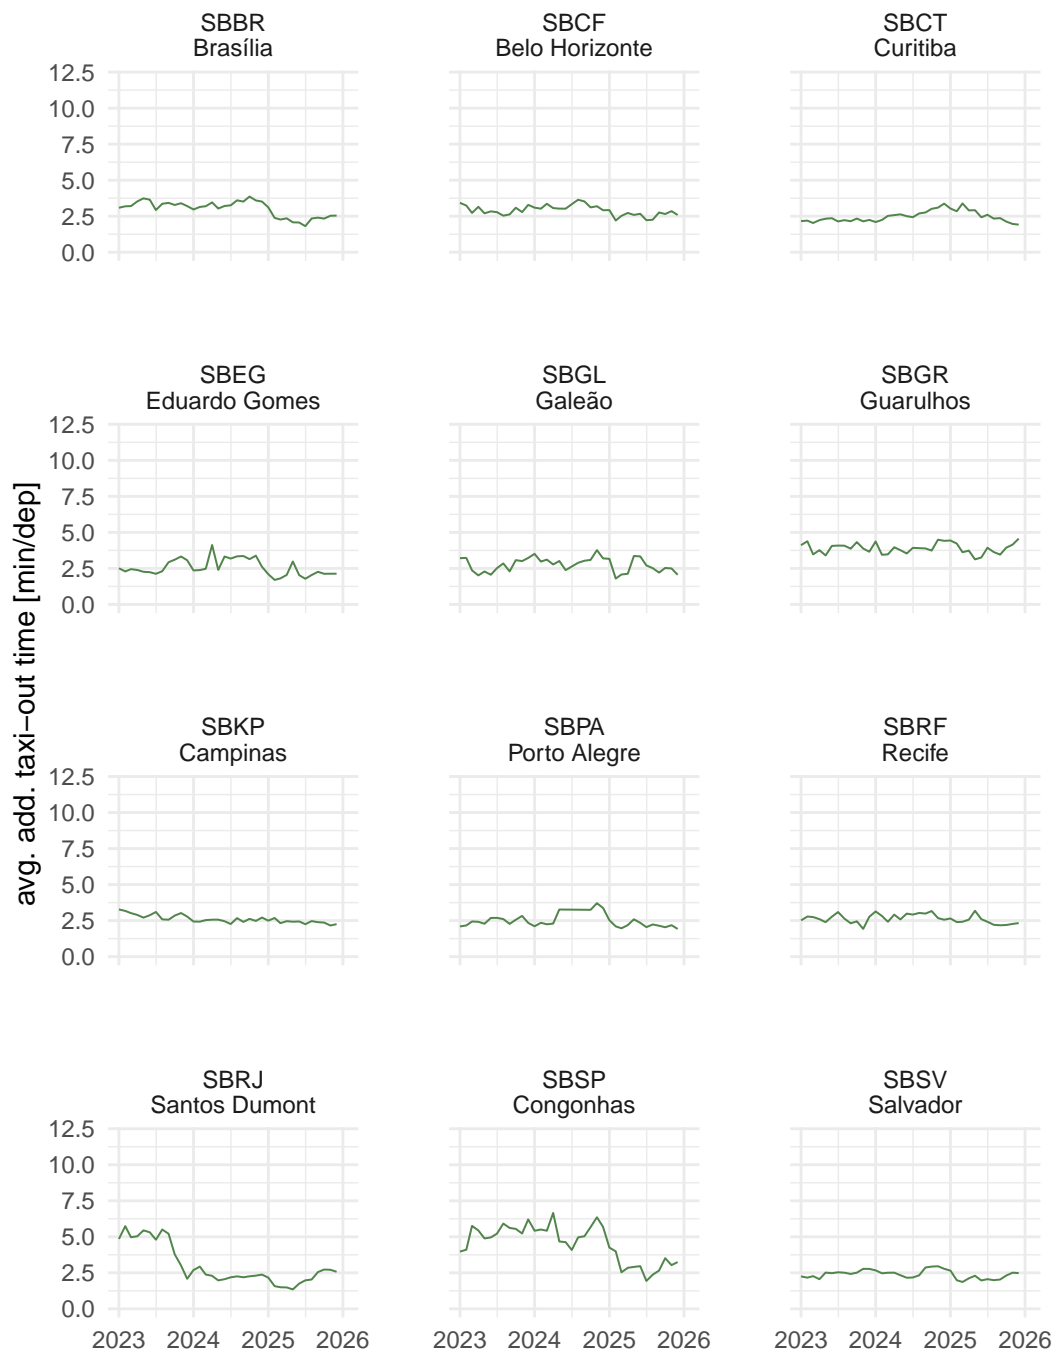 SBBR
Brasília
SBCF
Belo Horizonte
SBCT
Curitiba
12.5
10.0
7.5
5.0
2.5
0.0
SBEG
Eduardo Gomes
SBGL
Galeão
SBGR
Guarulhos
12.5
10.0
7.5
5.0
2.5
0.0
avg. add. taxi−out time [min/dep]
SBKP
Campinas
SBPA
Porto Alegre
SBRF
Recife
12.5
10.0
7.5
5.0
2.5
0.0
SBRJ
Santos Dumont
SBSP
Congonhas
SBSV
Salvador
12.5
10.0
7.5
5.0
2.5
0.0
2023 2024 2025 2026 2023 2024 2025 2026 2023 2024 2025 2026